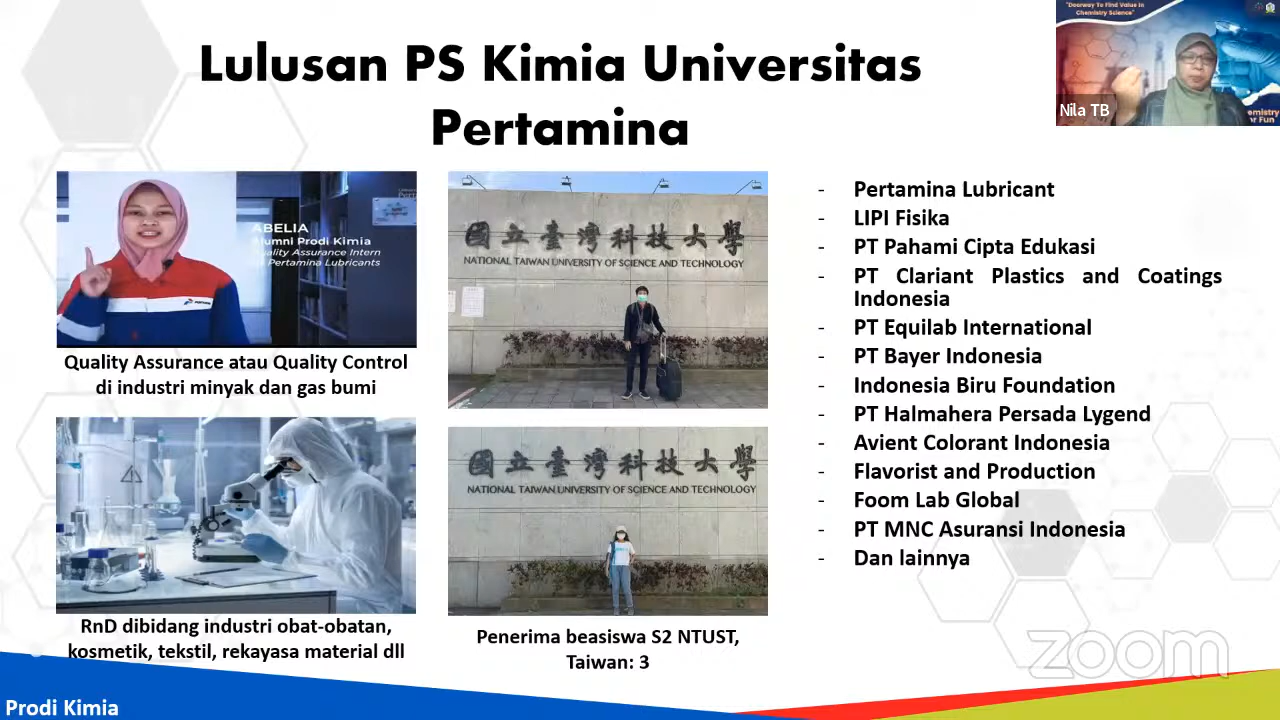 Lulusan PS Kimia Universitas
Pertamina
"Doorway To Find Value In
Chemistry Science"
Nila TB
emistry
or Fun
ABELIA
Alumni Prodi Kimia
Quality Assurance Intern
Pertamina Lubricants
Quality Assurance atau Quality Control
di industri minyak dan gas bumi
RnD dibidang industri obat-obatan,
kosmetik, tekstil, rekayasa material dll
國立臺灣科技大學
NATIONAL TAIWAN UNIVERSITY OF SCIENCE AND TECHNOLOGY
國立臺灣科技大學
NATIONAL TAIWAN UNIVERSITY OF SCIENCE AND TECHNOLOGY
Penerima beasiswa S2 NTUST,
Taiwan: 3
- Pertamina Lubricant
- LIPI Fisika
- PT Pahami Cipta Edukasi
- PT Clariant Plastics and Coatings
Indonesia
- PT Equilab International
- PT Bayer Indonesia
- Indonesia Biru Foundation
- PT Halmahera Persada Lygend
- Avient Colorant Indonesia
- Flavorist and Production
- Foom Lab Global
- PT MNC Asuransi Indonesia
- Dan lainnya
zoom
Prodi Kimia